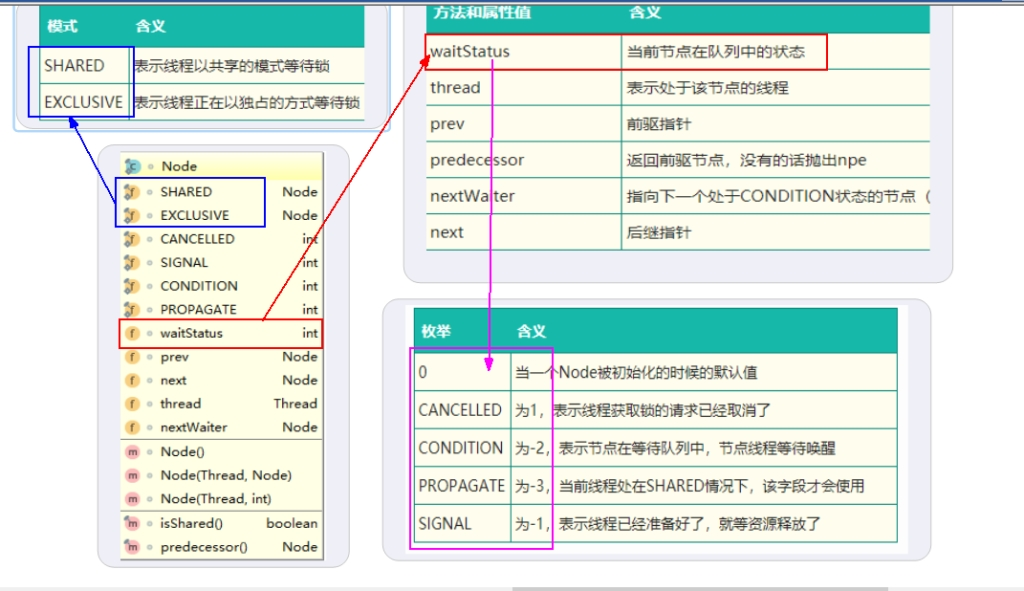 模式 含义
SHARED 表示线程以共享的模式等待锁
EXCLUSIVE 表示线程正在以独占的方式等待锁
方法和属性值 含义
waitStatus 当前节点在队列中的状态
thread 表示处于该节点的线程
prev 前驱指针
predecessor 返回前驱节点，没有的话抛出npe
nextWaiter 指向下一个处于CONDITION状态的节点（
next 后继指针
Node
SHARED Node
EXCLUSIVE Node
CANCELLED int
SIGNAL int
CONDITION int
PROPAGATE int
waitStatus int
prev Node
next Node
thread Thread
nextWaiter Node
Node()
Node(Thread, Node)
Node(Thread, int)
isShared() boolean
predecessor() Node
枚举 含义
0 当一个Node被初始化的时候的默认值
CANCELLED 为1，表示线程获取锁的请求已经取消了
CONDITION 为-2，表示节点在等待队列中，节点线程等待唤醒
PROPAGATE 为-3，当前线程处在SHARED情况下，该字段才会使用
SIGNAL 为-1，表示线程已经准备好了，就等资源释放了